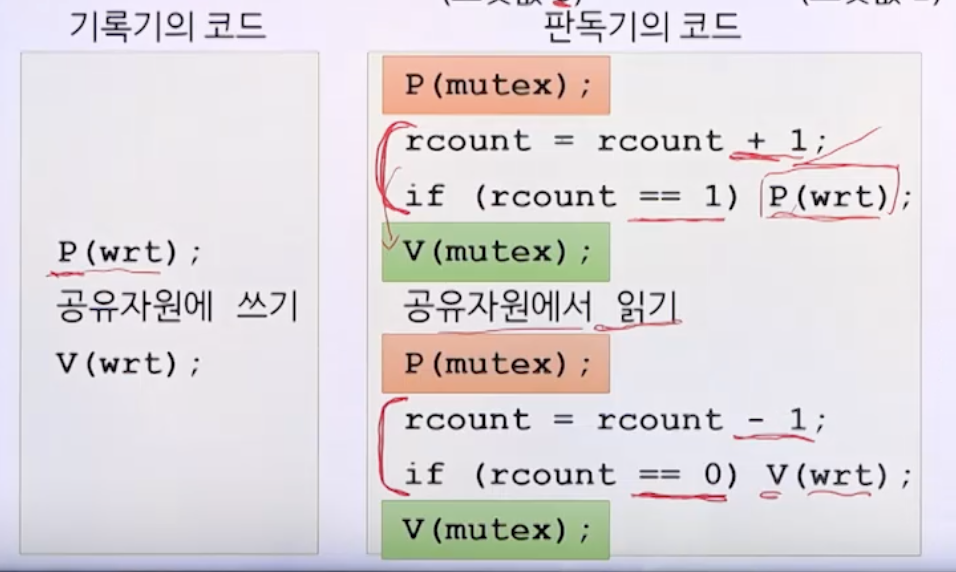 기록기의 코드
P(wrt);
공유자원에 쓰기
V(wrt);
판독기의 코드
P(mutex);
rcount = rcount + 1;
if (rcount == 1) P(wrt);
V(mutex);
공유자원에서 읽기
P(mutex);
rcount = rcount - 1;
if (rcount == 0) V(wrt);
V(mutex);